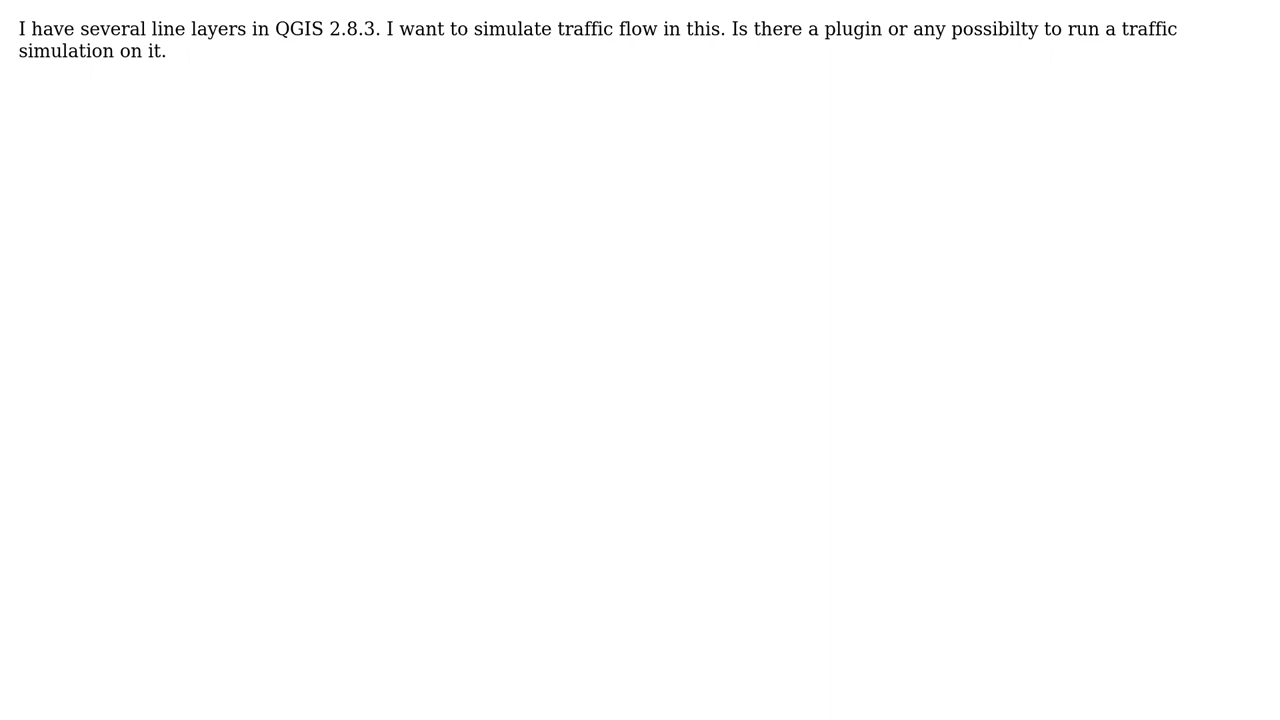 I have several line layers in QGIS 2.8.3. I want to simulate traffic flow in this. Is there a plugin or any possibilty to run a traffic
simulation on it.